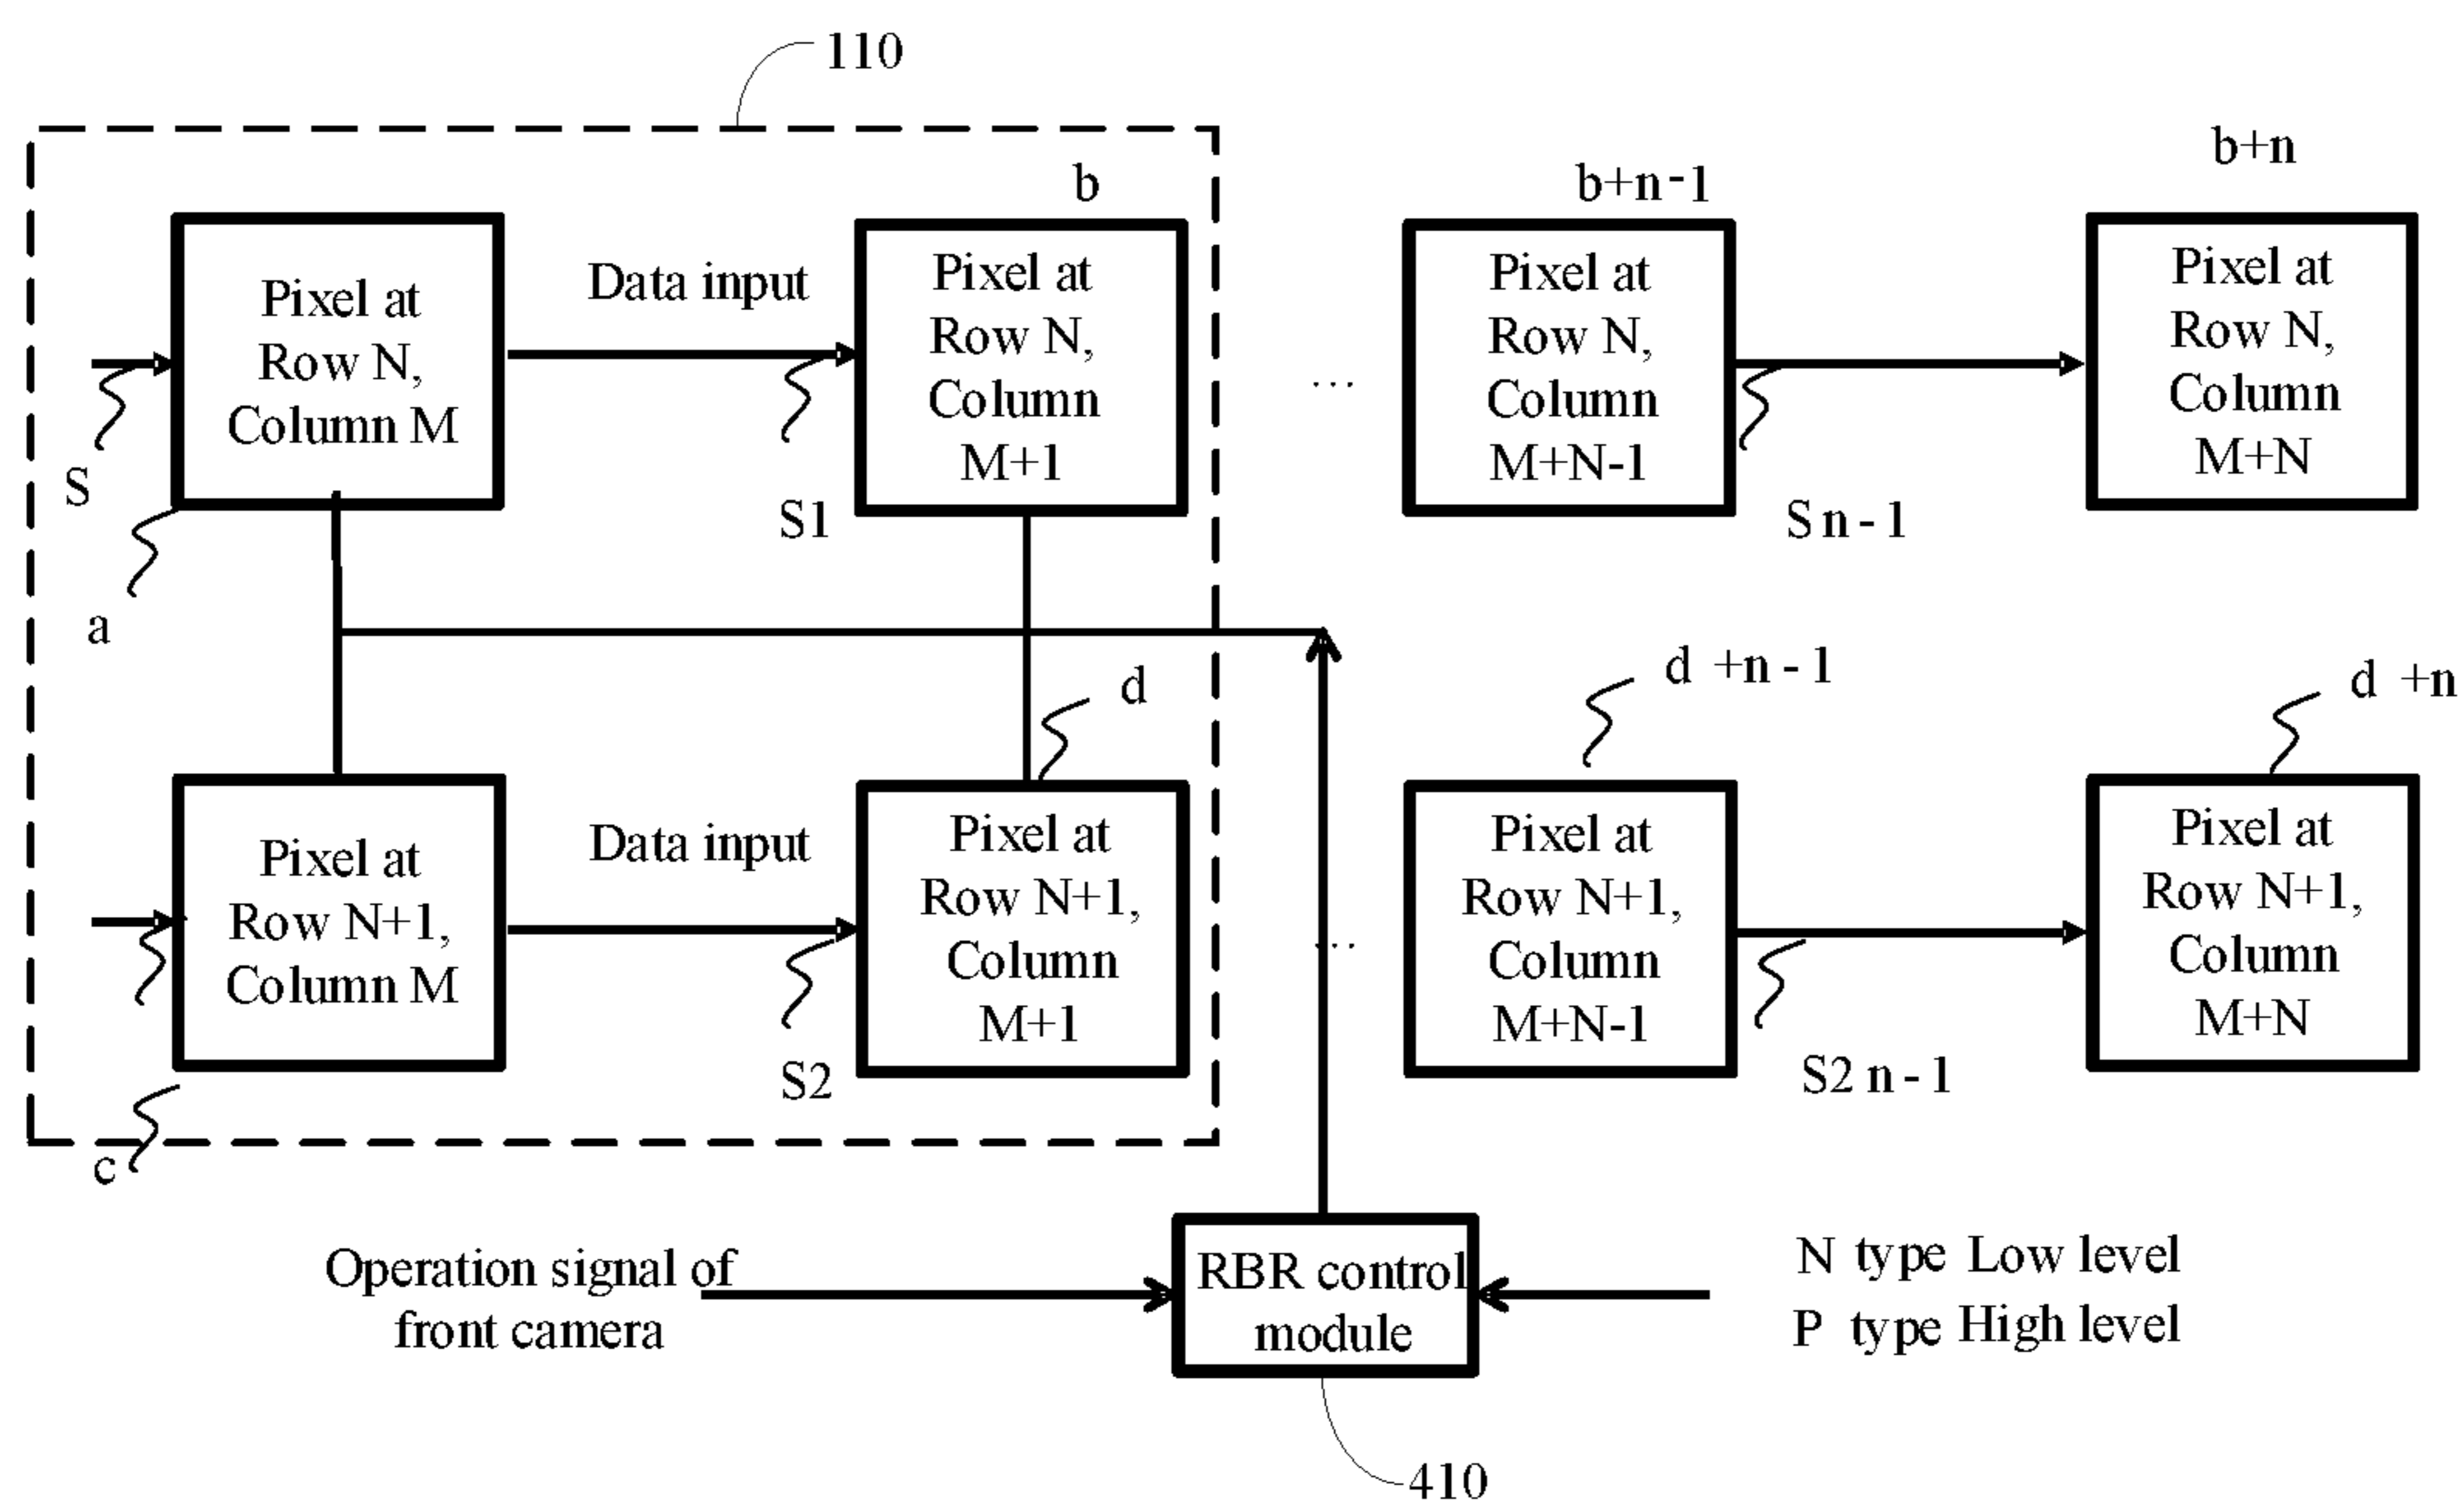 110
b
b+n-1
b+n
Pixel at
Row N,
Column M
Data input
Pixel at
Row N,
Column
M+1
...
Pixel at
Row N,
Column
M+N-1
Pixel at
Row N,
Column
M+N
S
S1
Sn-1
a
d
d +n-1
d +n
Pixel at
Row N+1,
Column M
Data input
Pixel at
Row N+1,
Column
M+1
...
Pixel at
Row N+1,
Column
M+N-1
Pixel at
Row N+1,
Column
M+N
S2
S2n-1
c
Operation signal of
front camera
RBR control
module
N type Low level
P type High level
410